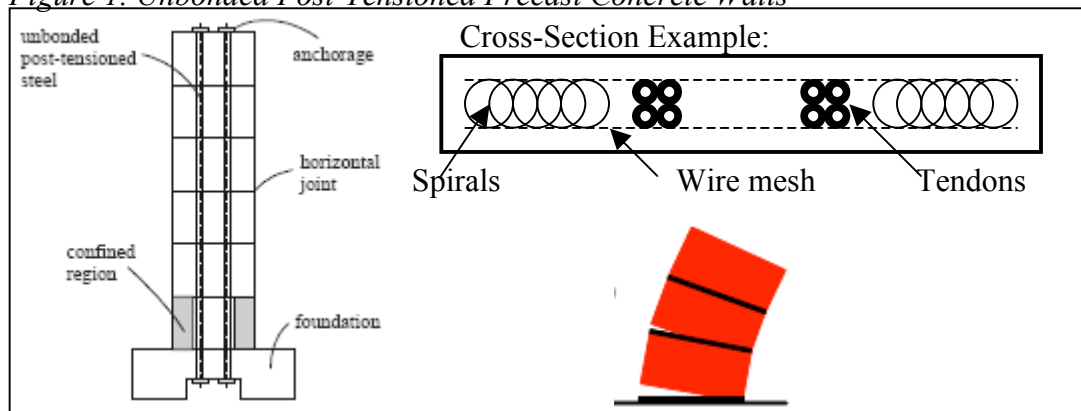 Figure 1. Unbonded Post-Tensioned Precast Concrete Walls
unbonded
post-tensioned
steel
anchorage
horizontal
joint
confined
region
foundation
Cross-Section Example:
Spirals
Wire mesh
Tendons